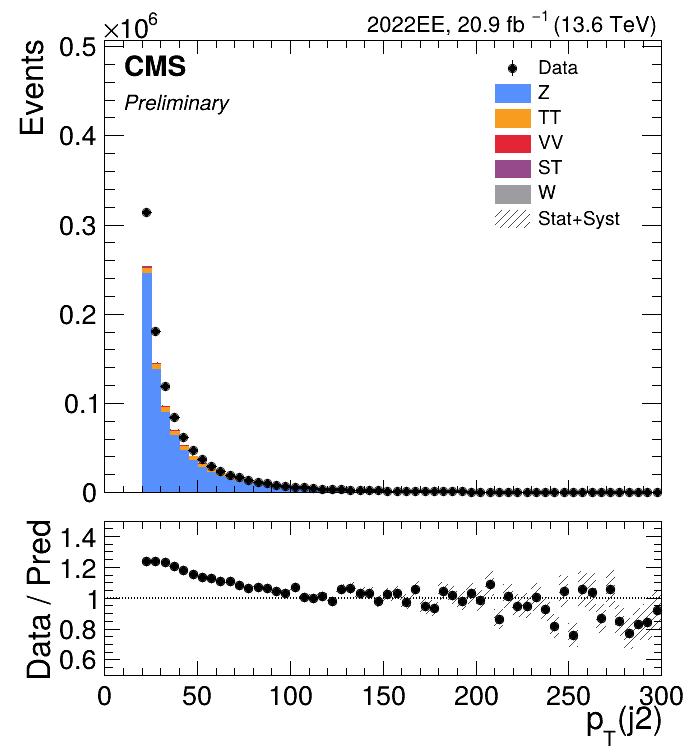 ×10^6
2022EE, 20.9 fb^-1 (13.6 TeV)
CMS
Preliminary
Events
0.5
0.4
0.3
0.2
0.1
0
Data
Z
TT
VV
ST
W
Stat+Syst
Data / Pred
1.4
1.2
1
0.8
0.6
0 50 100 150 200 250 300
p_T(j2)